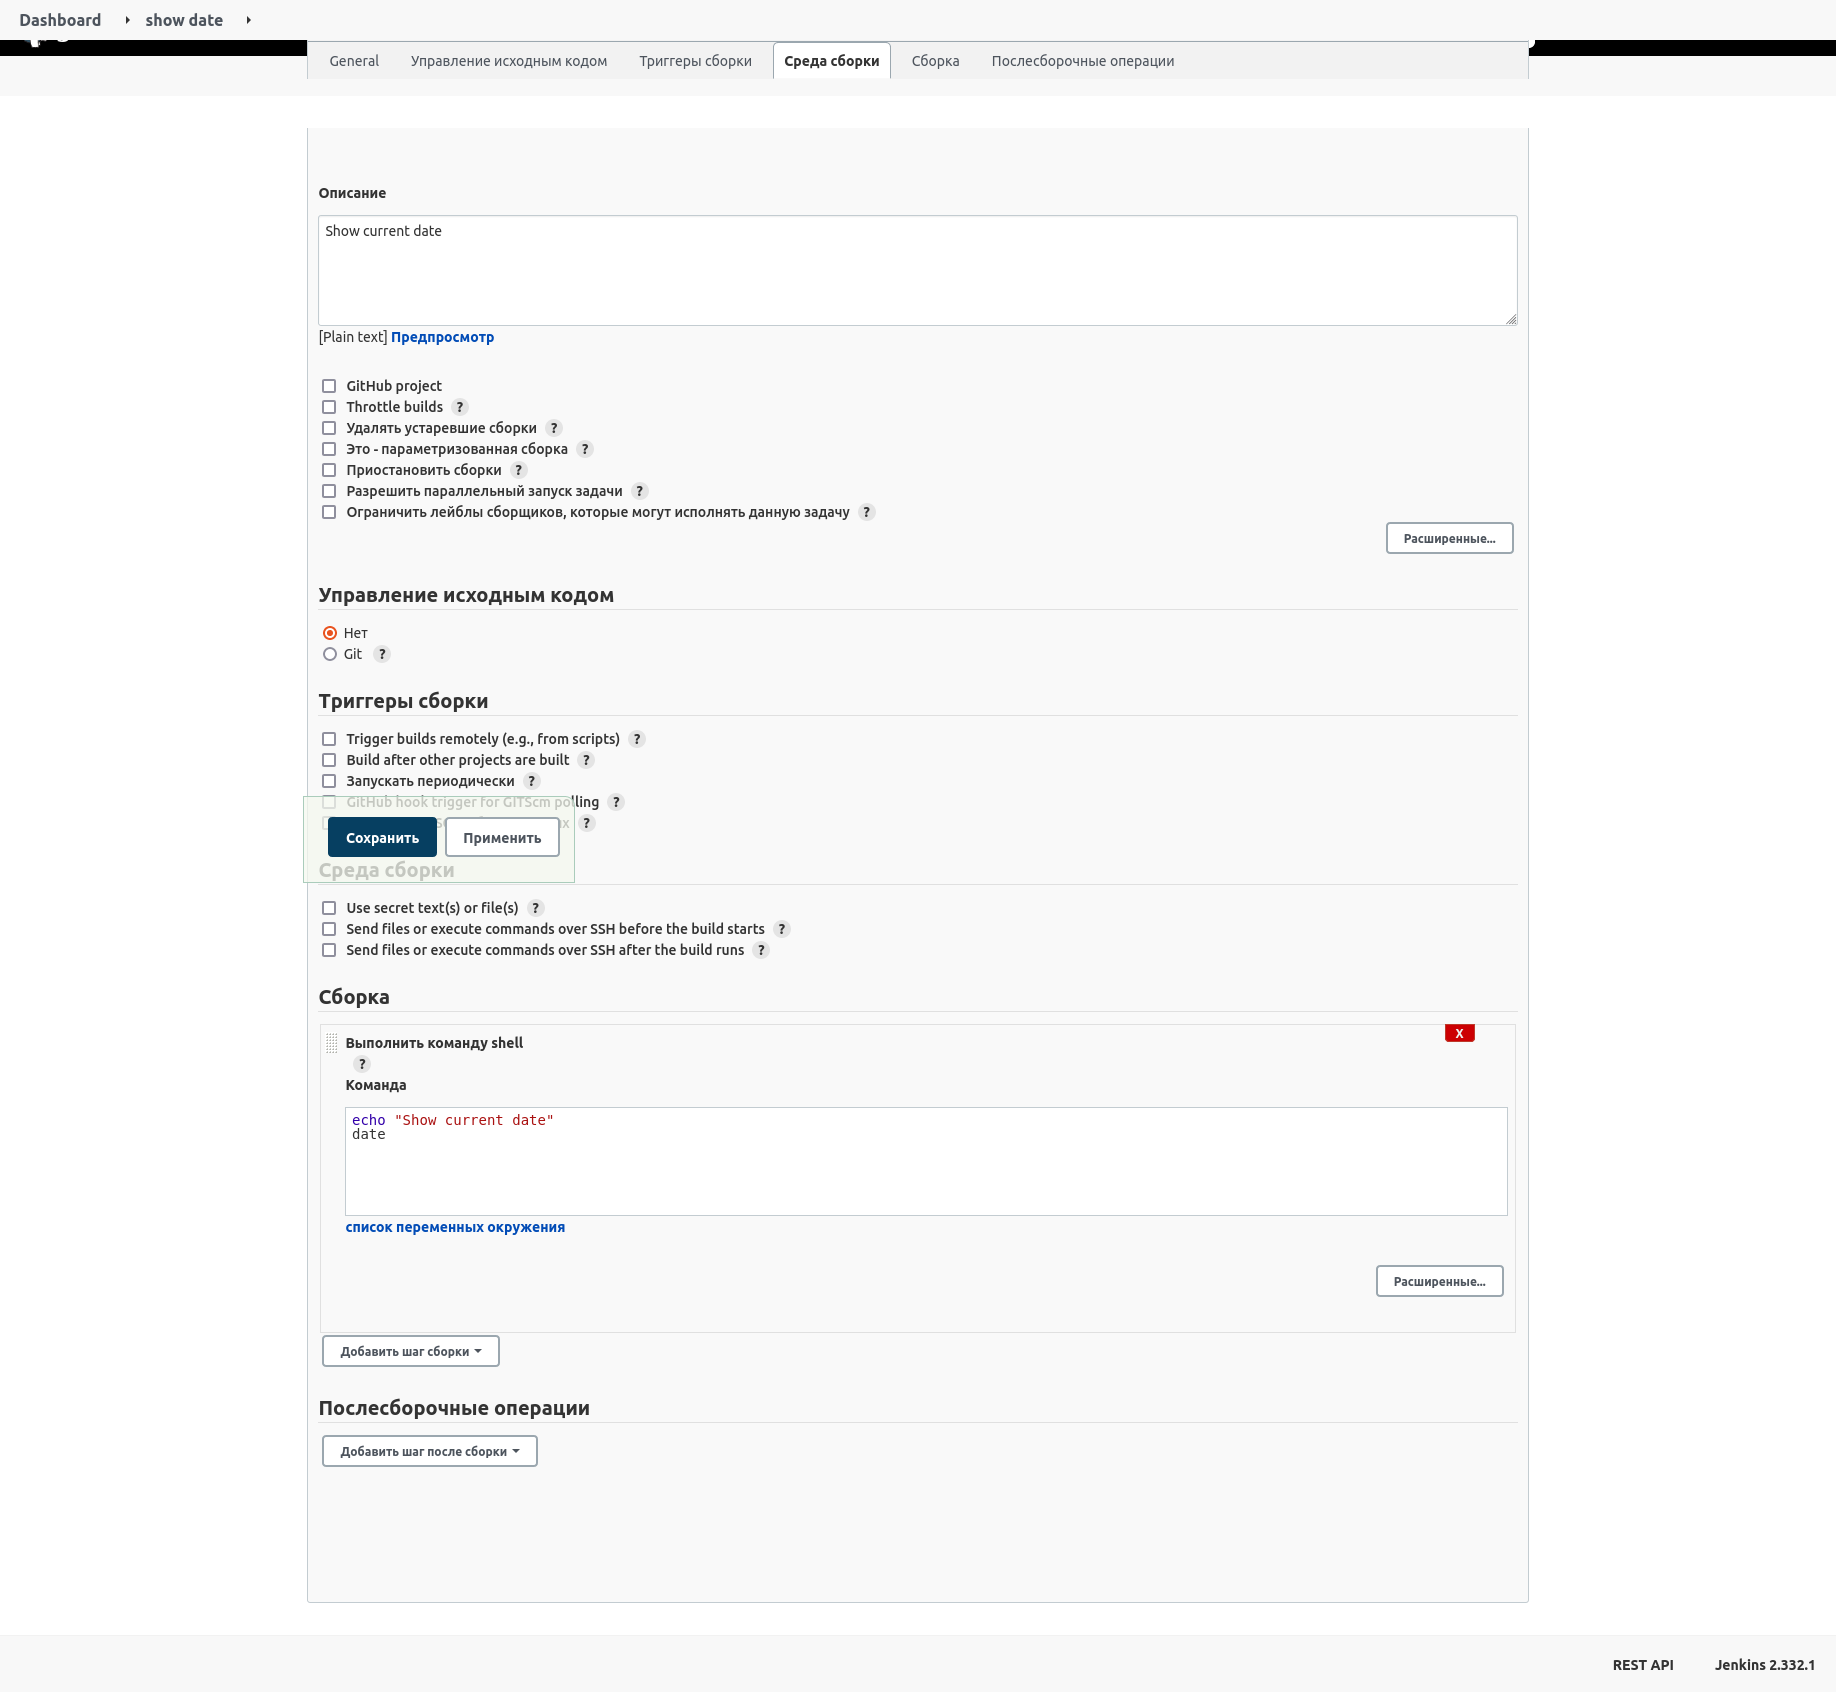 Dashboard
show date
General
Управление исходным кодом
Триггеры сборки
Среда сборки
Сборка
Послесборочные операции
Описание
Show current date
[Plain text] Предпросмотр
GitHub project
Throttle builds ?
Удалять устаревшие сборки ?
Это - параметризованная сборка ?
Приостановить сборки ?
Разрешить параллельный запуск задачи ?
Ограничить лейблы сборщиков, которые могут исполнять данную задачу ?
Расширенные...
Управление исходным кодом
Нет
Git ?
Триггеры сборки
Trigger builds remotely (e.g., from scripts) ?
Build after other projects are built ?
Запускать периодически ?
GitHub hook trigger for GITScm polling ?
?
Сохранить
Применить
Среда сборки
Use secret text(s) or file(s) ?
Send files or execute commands over SSH before the build starts ?
Send files or execute commands over SSH after the build runs ?
Сборка
X
Выполнить команду shell
?
Команда
echo "Show current date"
date
список переменных окружения
Расширенные...
Добавить шаг сборки
Послесборочные операции
Добавить шаг после сборки
REST API
Jenkins 2.332.1